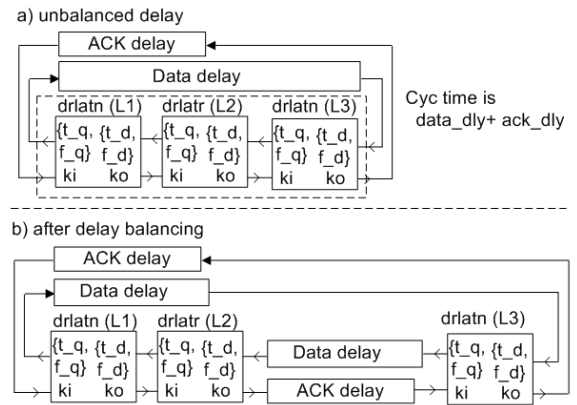 a) unbalanced delay
ACK delay
Data delay
drlatn (L1) drlatr (L2) drlatn (L3)
{t_q, {t_d, {t_q, {t_d, {t_q, {t_d,
f_q} f_d} f_q} f_d} f_q} f_d}
ki ko ki ko ki ko
Cyc time is
data_dly+ ack_dly
b) after delay balancing
ACK delay
Data delay
drlatn (L1) drlatr (L2) drlatn (L3)
{t_q, {t_d, {t_q, {t_d, Data delay {t_q, {t_d,
f_q} f_d} f_q} f_d} f_q} f_d}
ki ko ki ko ACK delay ki ko